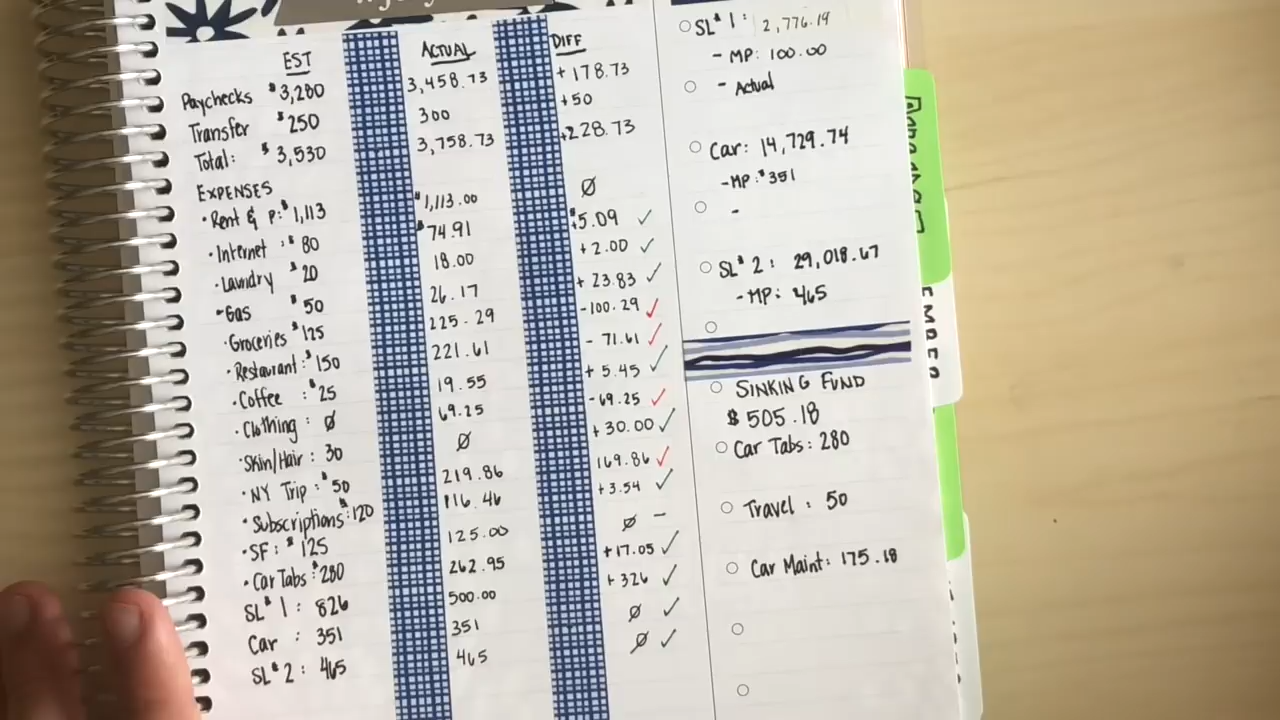 EST ACTUAL DIFF
Paychecks $3,280 3,458.73 +178.73
Transfer $250 300 +50
Total: $3,530 3,758.73 +228.73
EXPENSES
• Rent & P: $1,113 $1,113.00 Ø
• Internet : $80 $74.91 $5.09 ✓
• Laundry $20 18.00 +2.00 ✓
- Gas $50 26.17 +23.83 ✓
• Groceries $125 225.29 -100.29 ✓
• Restaurant: $150 221.61 - 71.61 ✓
• Coffee : $25 19.55 + 5.45 ✓
• Clothing : Ø 69.25 -69.25 ✓
• Skin/Hair : 30 Ø +30.00 ✓
• NY Trip : $50 219.86 169.86 ✓
• Subscriptions: $120 116.46 +3.54 ✓
• SF: $125 125.00 Ø -
• Car Tabs: $280 262.95 +17.05 ✓
SL# 1: 826 500.00 +326 ✓
Car : 351 351 Ø ✓
SL# 2: 465 465 Ø ✓
SL# 1: 2,776.19
- MP: 100.00
- Actual
Car: 14,729.74
- MP: $351
-
SL# 2: 29,018.67
- MP: 465
SINKING FUND
$505.18
Car Tabs: 280
Travel : 50
Car Maint: 175.18